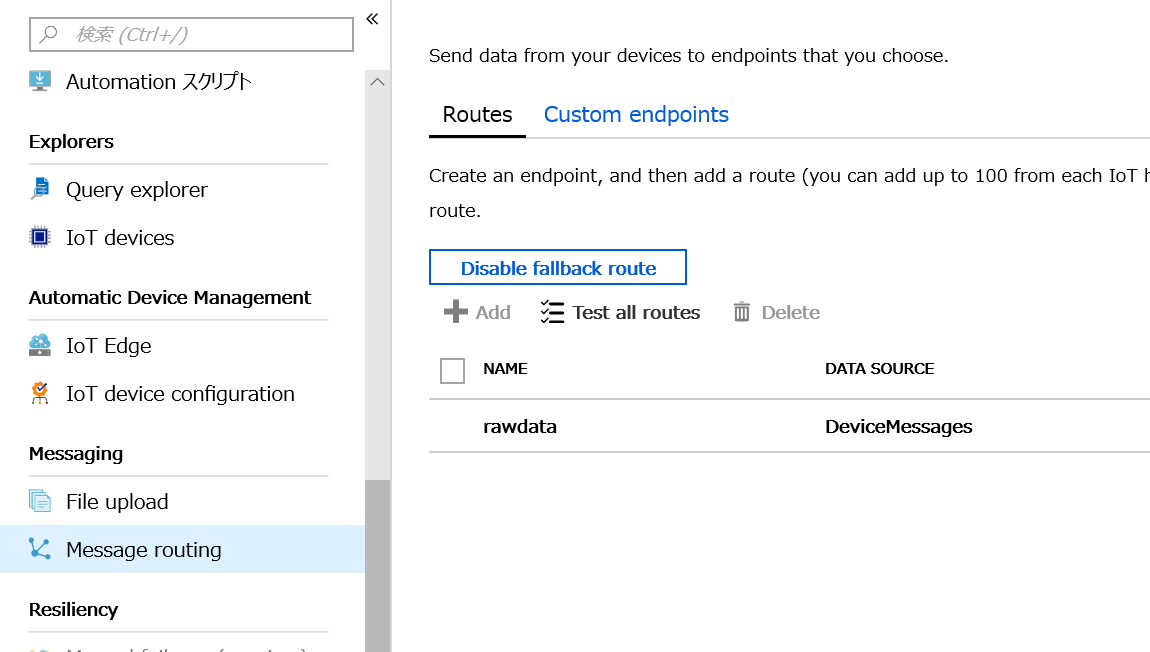 検索 (Ctrl+/)
Automation スクリプト
Explorers
Query explorer
IoT devices
Automatic Device Management
IoT Edge
IoT device configuration
Messaging
File upload
Message routing
Resiliency
Send data from your devices to endpoints that you choose.
Routes
Custom endpoints
Create an endpoint, and then add a route (you can add up to 100 from each IoT
route.
Disable fallback route
Add
Test all routes
Delete
NAME
DATA SOURCE
rawdata
DeviceMessages